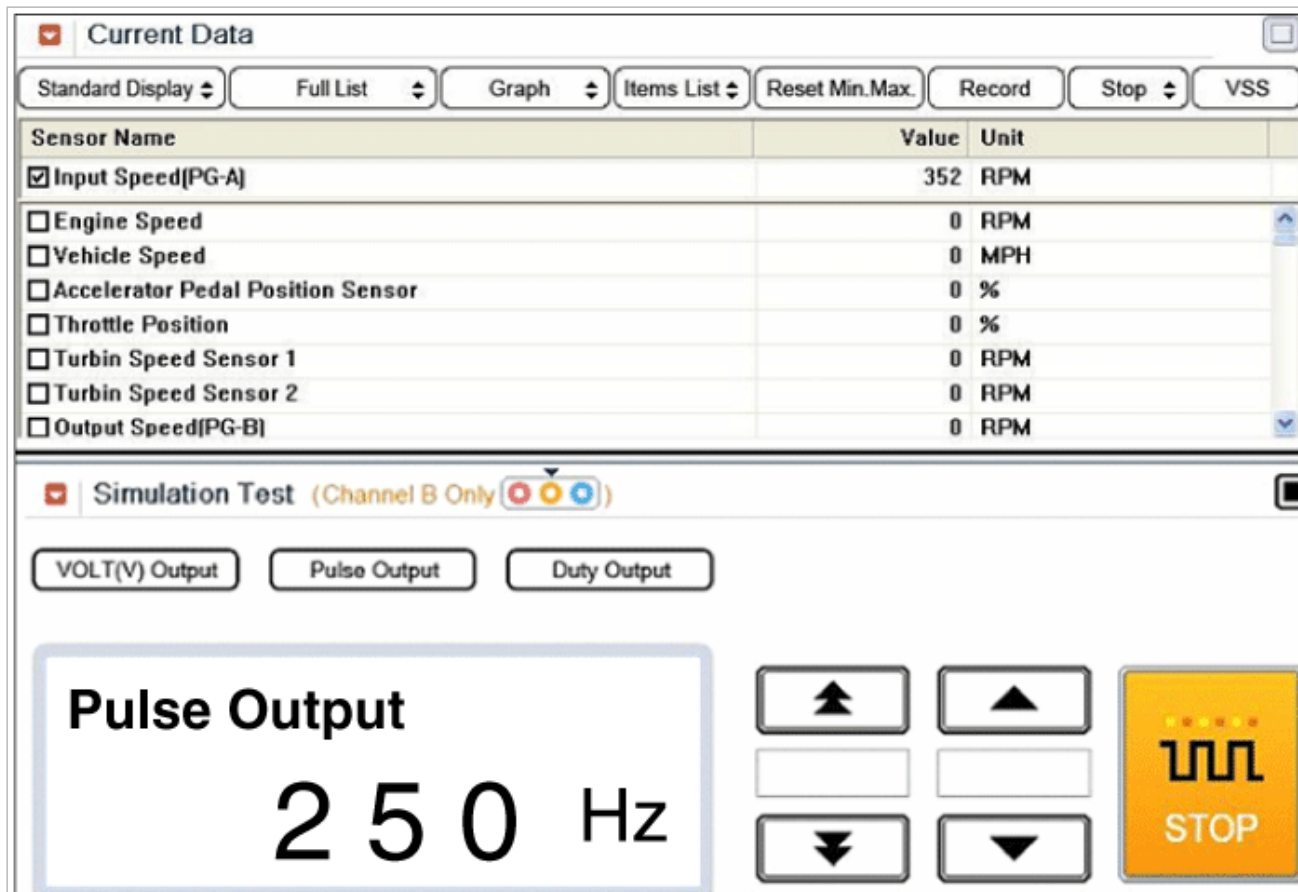 Current Data
Standard Display Full List Graph Items List Reset Min.Max. Record Stop VSS
Sensor Name Value Unit
Input Speed(PG-A) 352 RPM
Engine Speed 0 RPM
Vehicle Speed 0 MPH
Accelerator Pedal Position Sensor 0 %
Throttle Position 0 %
Turbin Speed Sensor 1 0 RPM
Turbin Speed Sensor 2 0 RPM
Output Speed(PG-B) 0 RPM
Simulation Test (Channel B Only)
VOLT(V) Output Pulse Output Duty Output
Pulse Output
250 Hz
STOP